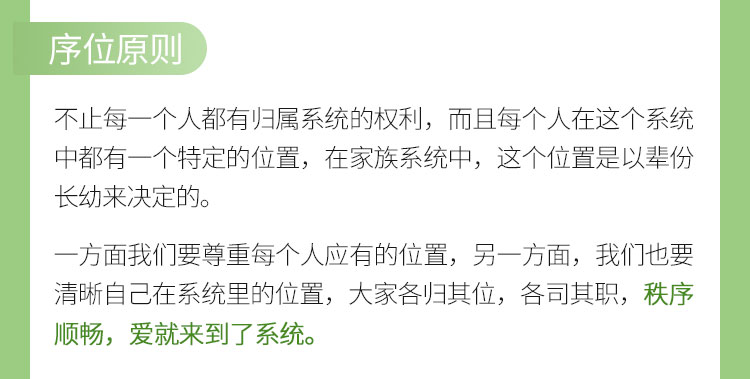 序位原则
不止每一个人都有归属系统的权利，而且每个人在这个系统
中都有一个特定的位置，在家族系统中，这个位置是以辈份
长幼来决定的。
一方面我们要尊重每个人应有的位置，另一方面，我们也要
清晰自己在系统里的位置，大家各归其位，各司其职，秩序
顺畅，爱就来到了系统。